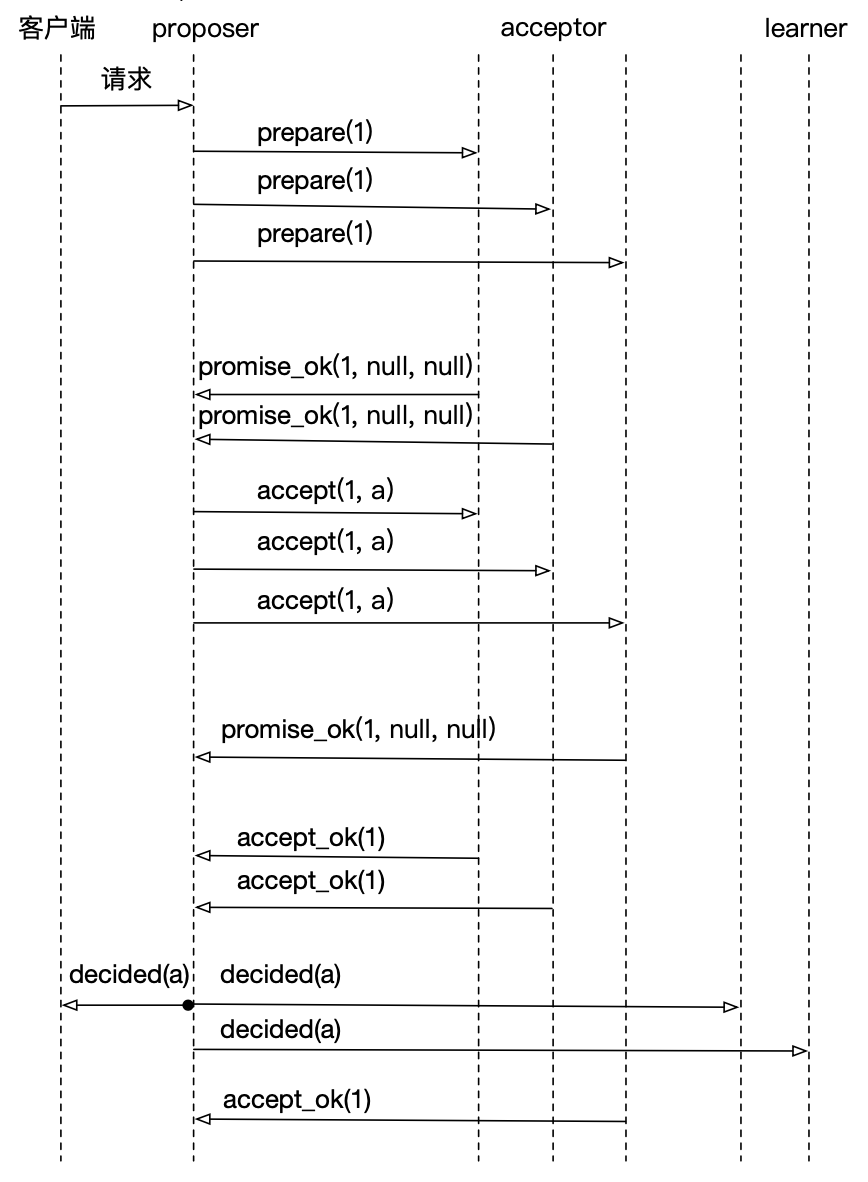 客户端 proposer acceptor learner
请求
prepare(1)
prepare(1)
prepare(1)
promise_ok(1, null, null)
promise_ok(1, null, null)
accept(1, a)
accept(1, a)
accept(1, a)
promise_ok(1, null, null)
accept_ok(1)
accept_ok(1)
decided(a) decided(a)
decided(a)
accept_ok(1)